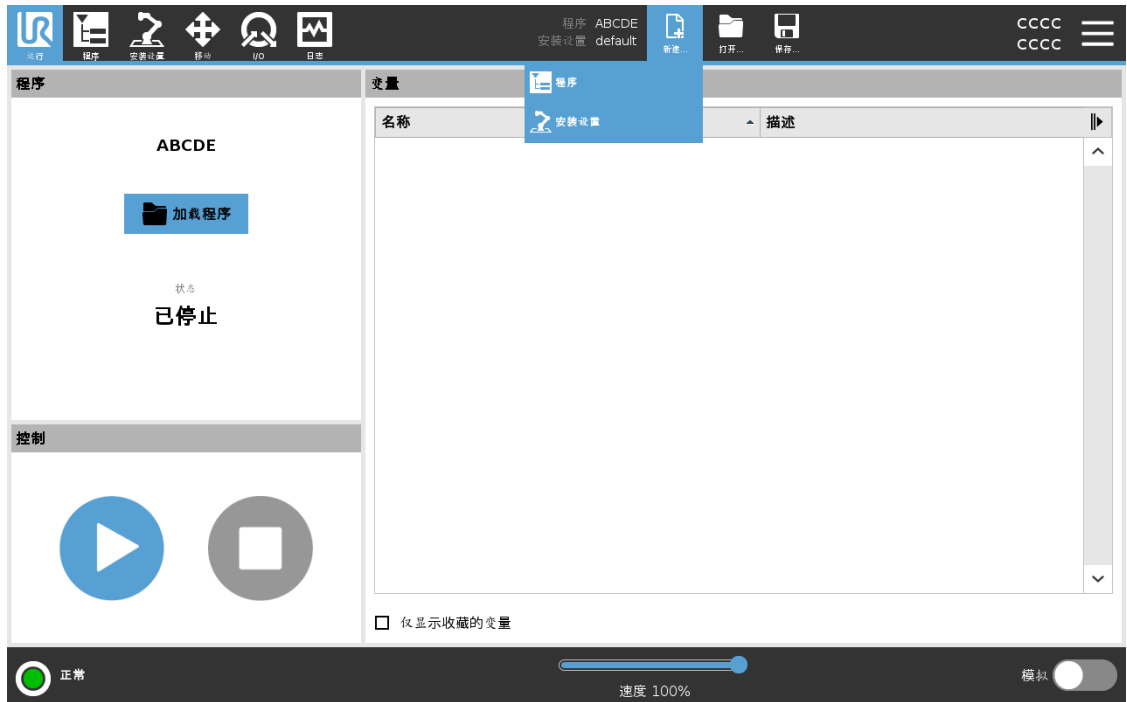 UR
运行
程序
安装设置
移动
I/O
日志
程序 ABCDE
安装设置 default
新建...
打开...
保存...
CCCC
CCCC
程序
安装设置
程序
变量
ABCDE
加载程序
状态
已停止
名称
描述
控制
仅显示收藏的变量
正常
速度 100%
模拟